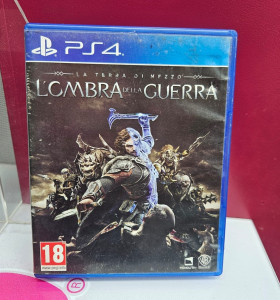 PS4
LA TERRA DI MEZZO
L'OMBRA DELLA GUERRA
18